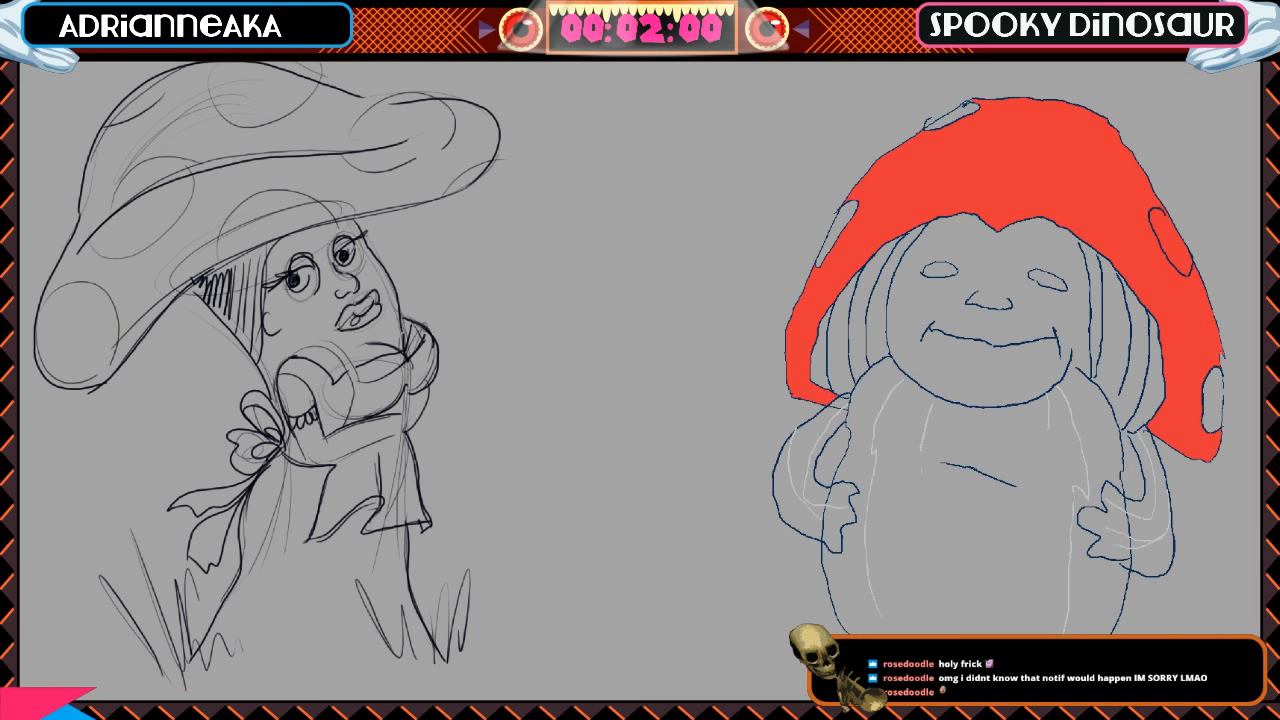 ADRIANNEAKA
00:02:00
SPOOKY DINOSAUR
rosedoodle holy frick
rosedoodle omg i didnt know that notif would happen IM SORRY LMAO
rosedoodle